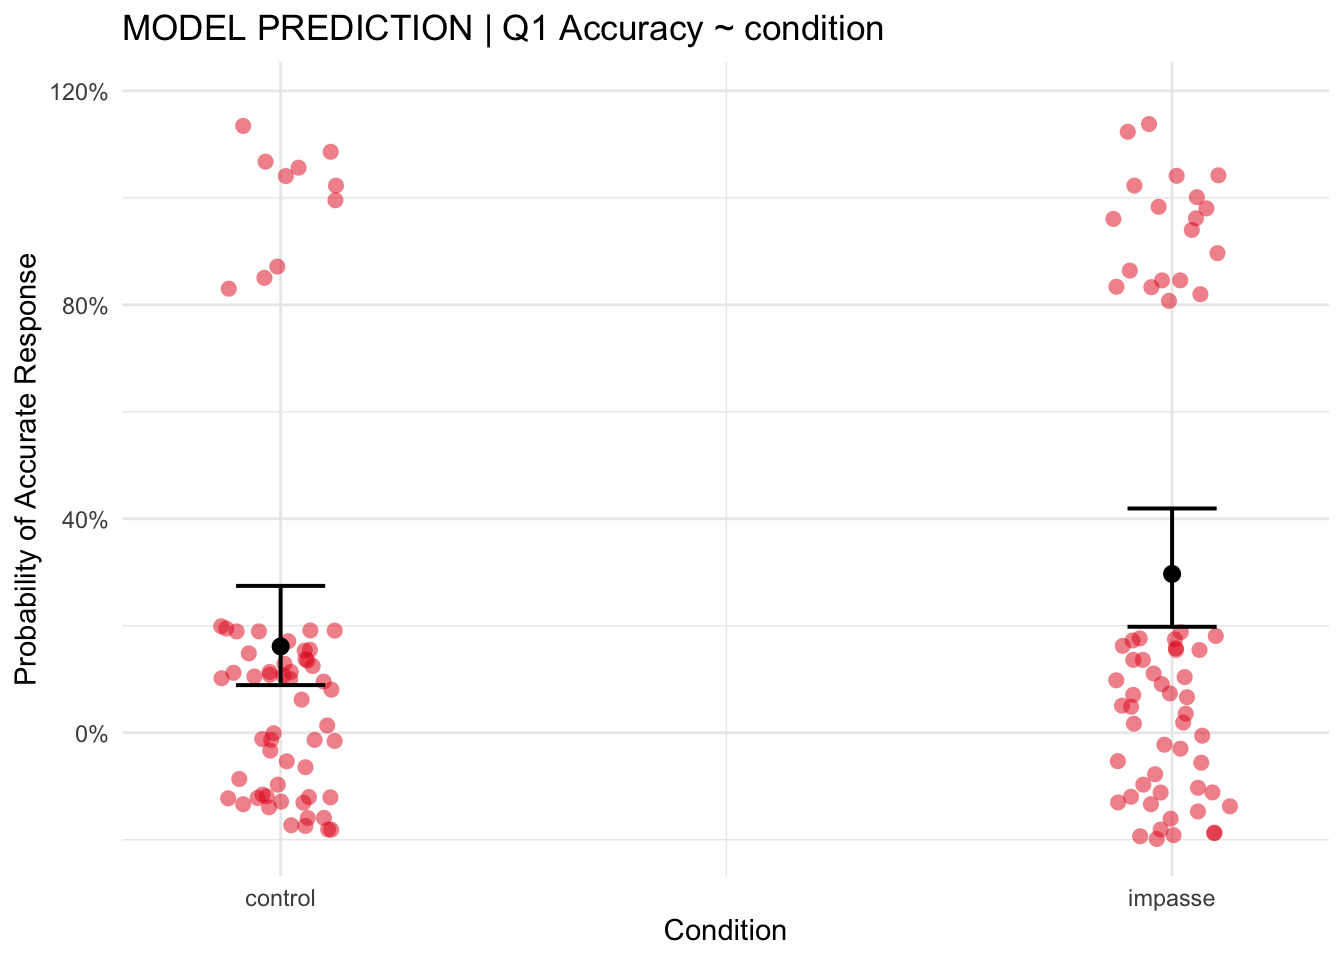 MODEL PREDICTION | Q1 Accuracy ~ condition
120%
80%
40%
0%
Probability of Accurate Response
control
impasse
Condition